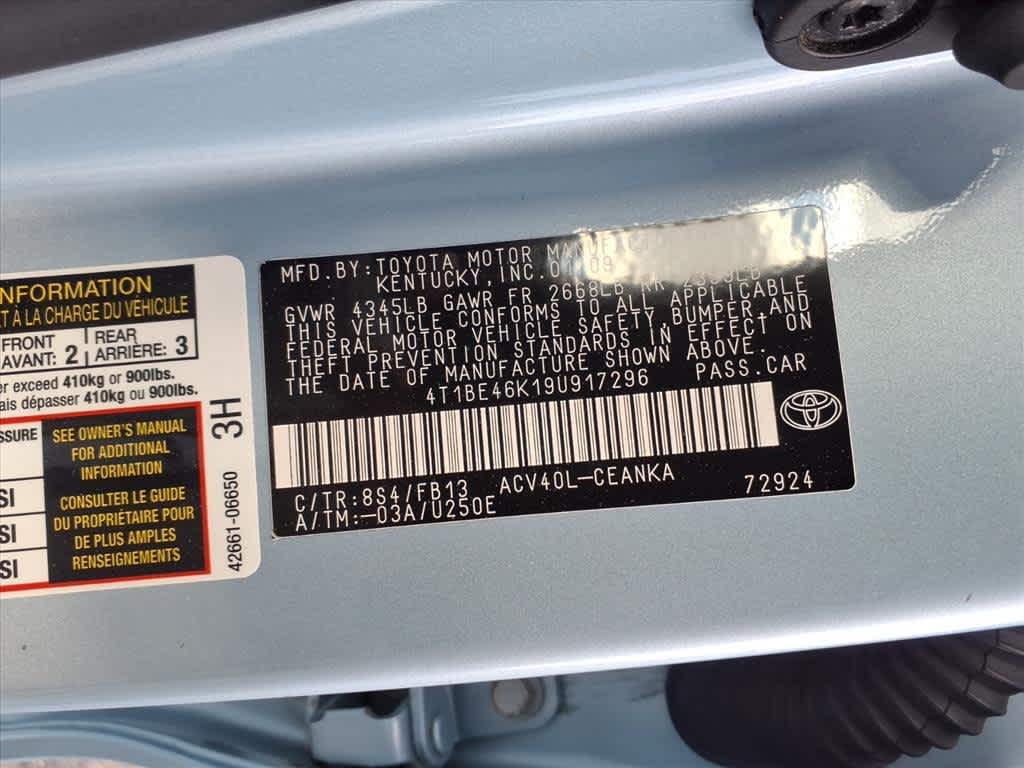 NFORMATION
T À LA CHARGE DU VÉHICULE
FRONT
AVANT: 2
REAR
ARRIÈRE: 3
er exceed 410kg or 900lbs.
ais dépasser 410kg ou 900lbs.
SSURE
SI
SI
SI
SEE OWNER'S MANUAL
FOR ADDITIONAL
INFORMATION
CONSULTER LE GUIDE
DU PROPRIÉTAIRE POUR
DE PLUS AMPLES
RENSEIGNEMENTS
3H
42661-06650
MFD. BY: TOYOTA MOTOR
KENTUCKY, INC.
GVWR 4345LB GAWR FR 2668LB RR
THIS VEHICLE CONFORMS TO ALL APPLICABLE
FEDERAL MOTOR VEHICLE SAFETY, BUMPER, AND
THEFT PREVENTION STANDARDS IN EFFECT ON
THE DATE OF MANUFACTURE SHOWN ABOVE.
4T1BE46K19U917296 PASS. CAR
C/TR: 8S4/FB13 ACV40L-CEANKA
A/TM: -03A/U250E 72924
TOYOTA